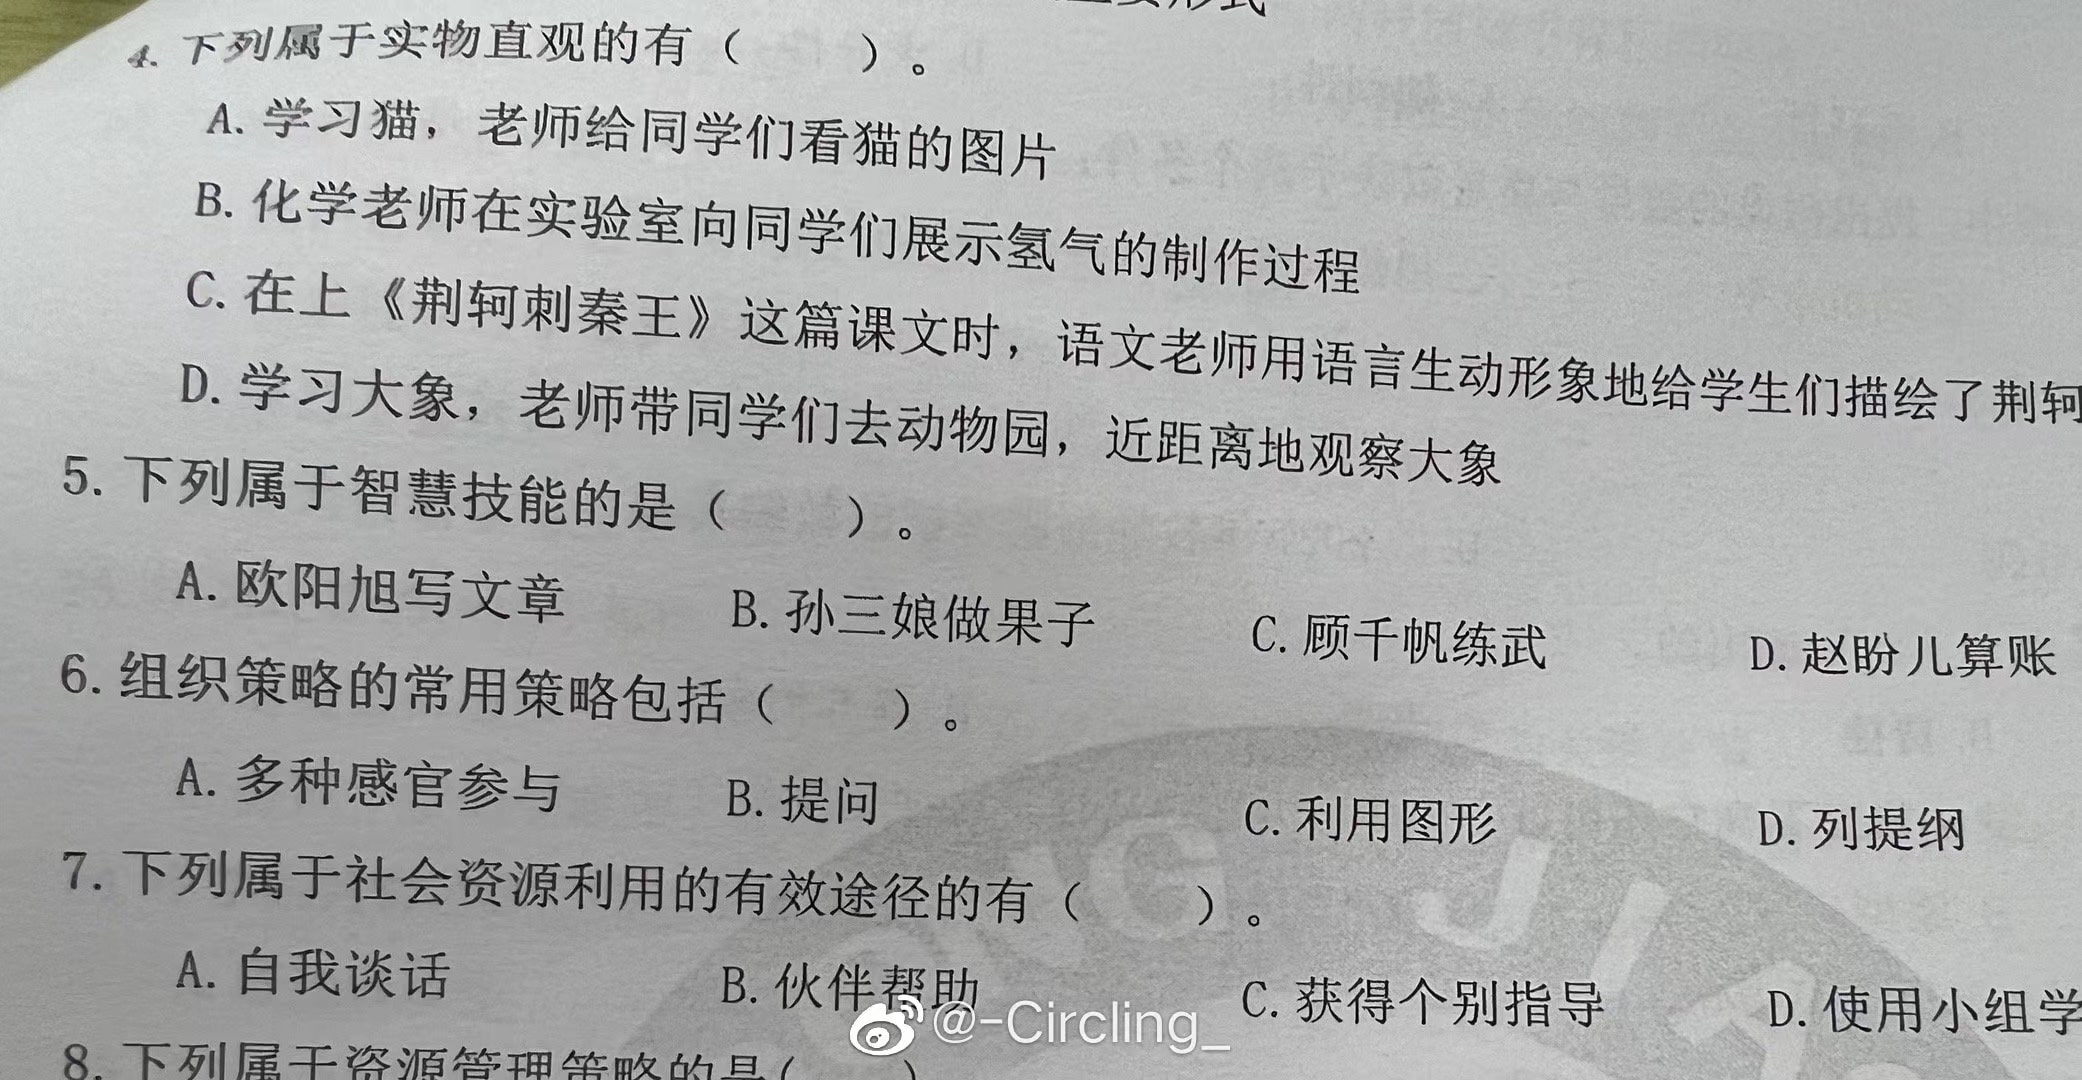 4. 下列属于实物直观的有（ ）。
A. 学习猫，老师给同学们看猫的图片
B. 化学老师在实验室向同学们展示氢气的制作过程
C. 在上《荆轲刺秦王》这篇课文时，语文老师用语言生动形象地给学生们描绘了荆轲
D. 学习大象，老师带同学们去动物园，近距离地观察大象
5. 下列属于智慧技能的是（ ）。
A. 欧阳旭写文章 B. 孙三娘做果子 C. 顾千帆练武 D. 赵盼儿算账
6. 组织策略的常用策略包括（ ）。
A. 多种感官参与 B. 提问 C. 利用图形 D. 列提纲
7. 下列属于社会资源利用的有效途径的有（ ）。
A. 自我谈话 B. 伙伴帮助 C. 获得个别指导 D. 使用小组学
@-Circling_
8. 下列属于资源管理策略的是（ ）